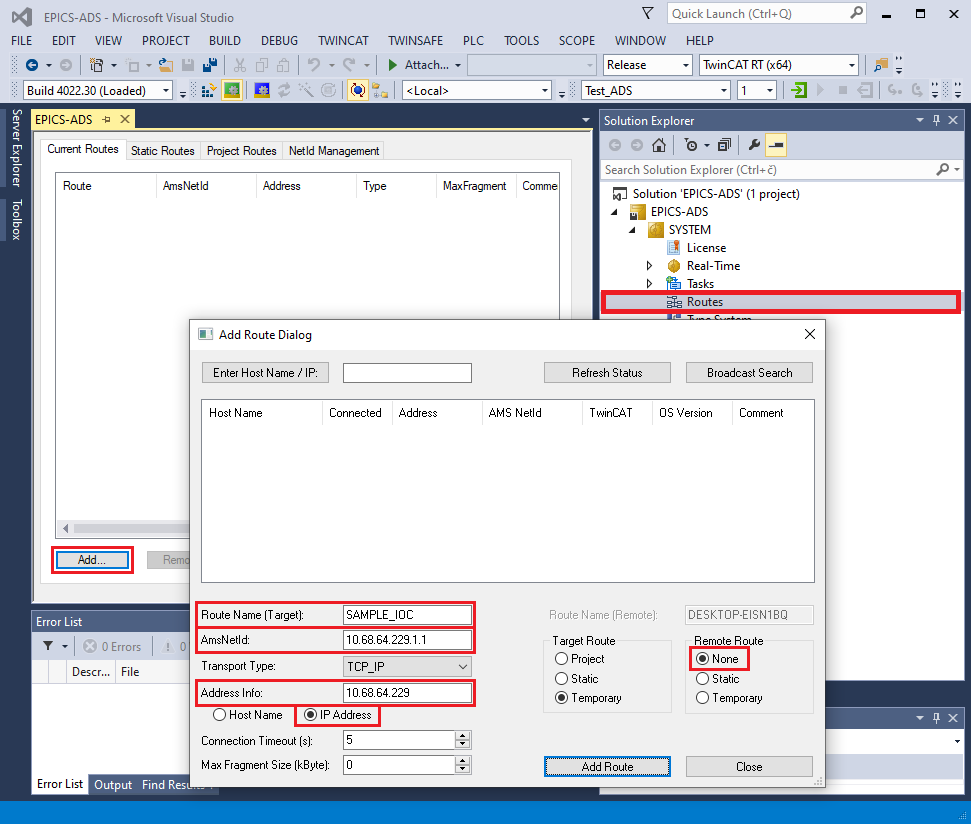 EPICS-ADS - Microsoft Visual Studio
Quick Launch (Ctrl+Q)
FILE EDIT VIEW PROJECT BUILD DEBUG TWINCAT TWINSAFE PLC TOOLS SCOPE WINDOW HELP
Attach... Release TwinCAT RT (x64)
Build 4022.30 (Loaded) <Local> Test_ADS 1
Server Explorer
Toolbox
EPICS-ADS
Current Routes Static Routes Project Routes NetId Management
Route AmsNetId Address Type MaxFragment Comme
Add...
Remo
Solution Explorer
Search Solution Explorer (Ctrl+č)
Solution 'EPICS-ADS' (1 project)
EPICS-ADS
SYSTEM
License
Real-Time
Tasks
Routes
Type System
Add Route Dialog
Enter Host Name / IP: Refresh Status Broadcast Search
Host Name Connected Address AMS NetId TwinCAT OS Version Comment
Route Name (Target): SAMPLE_IOC
AmsNetId: 10.68.64.229.1.1
Transport Type: TCP_IP
Address Info: 10.68.64.229
Host Name IP Address
Connection Timeout (s): 5
Max Fragment Size (kByte): 0
Route Name (Remote): DESKTOP-EISN1BQ
Target Route
Project
Static
Temporary
Remote Route
None
Static
Temporary
Add Route Close
Error List
0 Errors 0
Descr... File
Error List Output Find Results 1